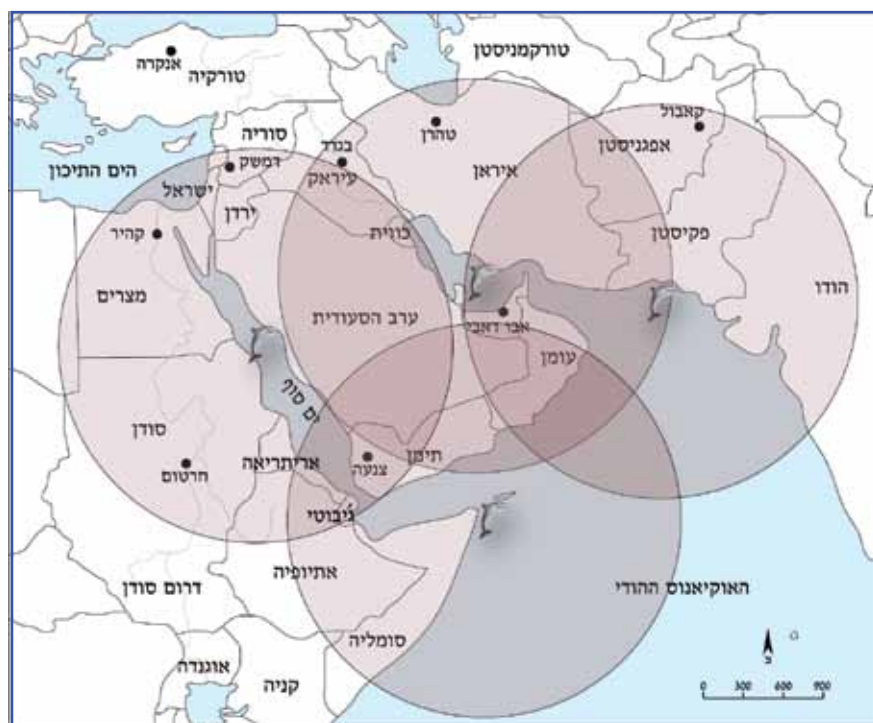 טורקמניסטן
אנקרה
טורקיה
קאבול
טהרן
סוריה
אפגניסטן
בגדד
דמשק
עיראק
הים התיכון
איראן
ישראל
ירדן
פקיסטן
כווית
קהיר
הודו
מצרים
ערב הסעודית
אבו דאבי
עומן
ים סוף
סודן
תימן
צנעה
אריתריאה
חרטום
ג'יבוטי
אתיופיה
דרום סודן
האוקיאנוס ההודי
סומליה
אוגנדה
קניה
צ
0 300 600 900